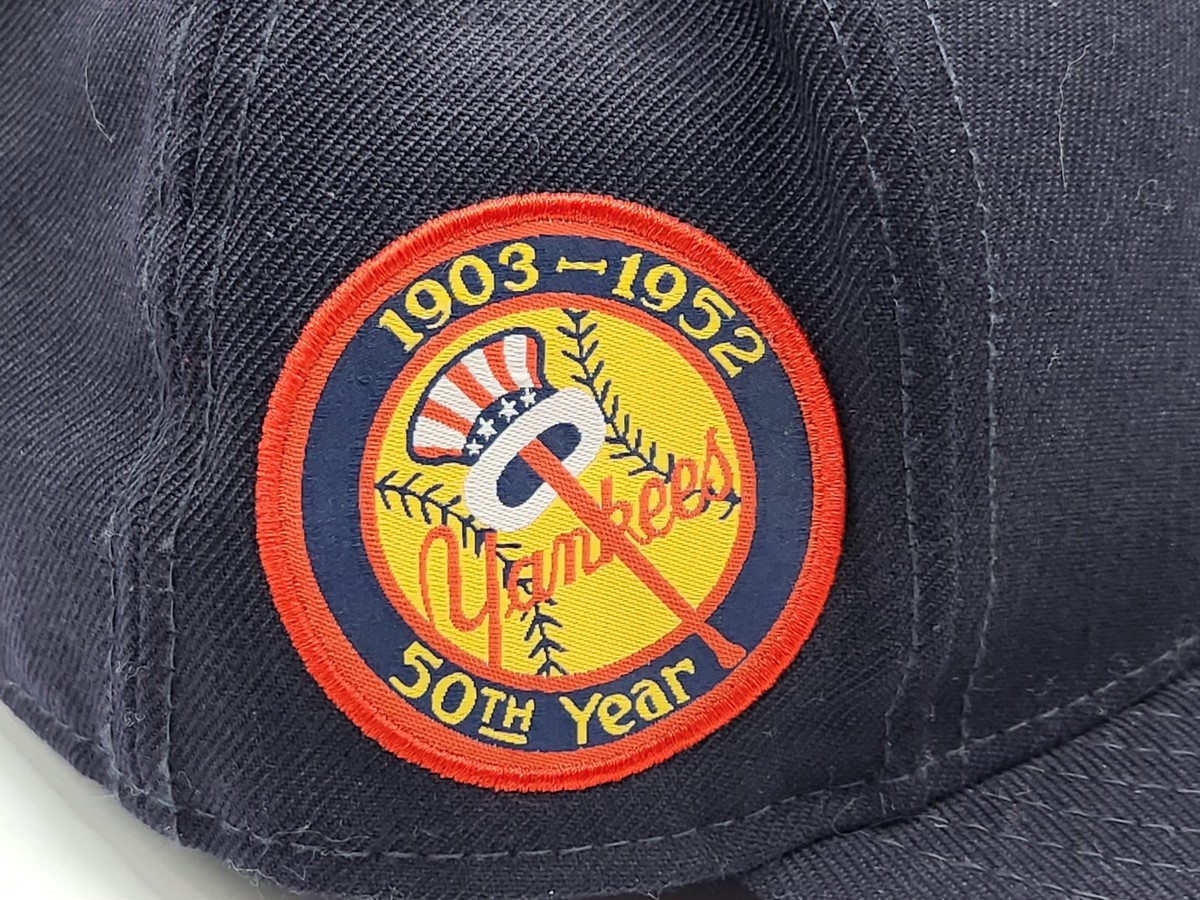 1903 – 1952
Yankees
50TH Year